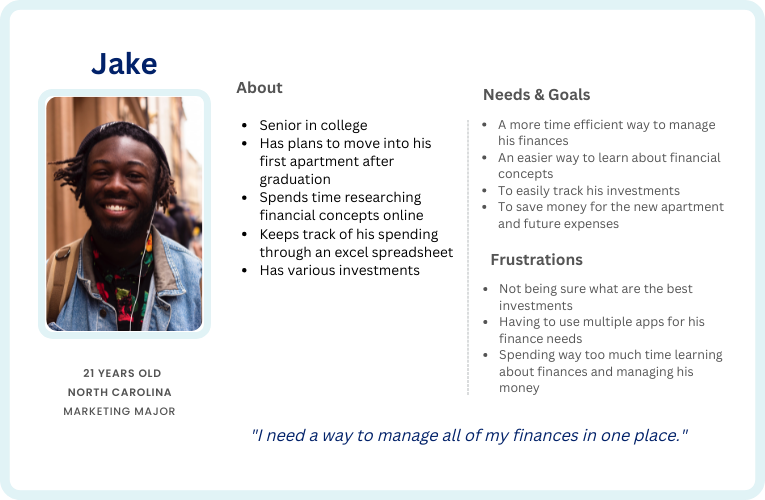 Jake
21 YEARS OLD
NORTH CAROLINA
MARKETING MAJOR
About
• Senior in college
• Has plans to move into his
first apartment after
graduation
• Spends time researching
financial concepts online
• Keeps track of his spending
through an excel spreadsheet
• Has various investments
Needs & Goals
• A more time efficient way to manage
his finances
• An easier way to learn about financial
concepts
• To easily track his investments
• To save money for the new apartment
and future expenses
Frustrations
• Not being sure what are the best
investments
• Having to use multiple apps for his
finance needs
• Spending way too much time learning
about finances and managing his
money
"I need a way to manage all of my finances in one place."